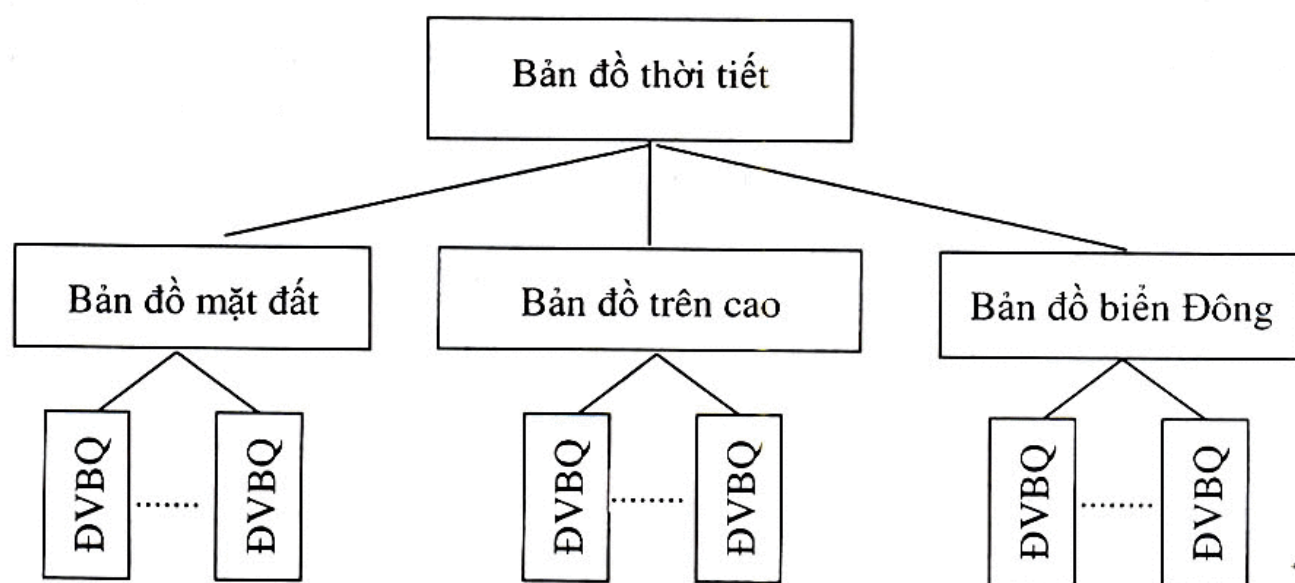 Bản đồ thời tiết
Bản đồ mặt đất
Bản đồ trên cao
Bản đồ biển Đông
ĐVBQ ........ ĐVBQ
ĐVBQ ......... ĐVBQ
ĐVBQ ......... ĐVBQ